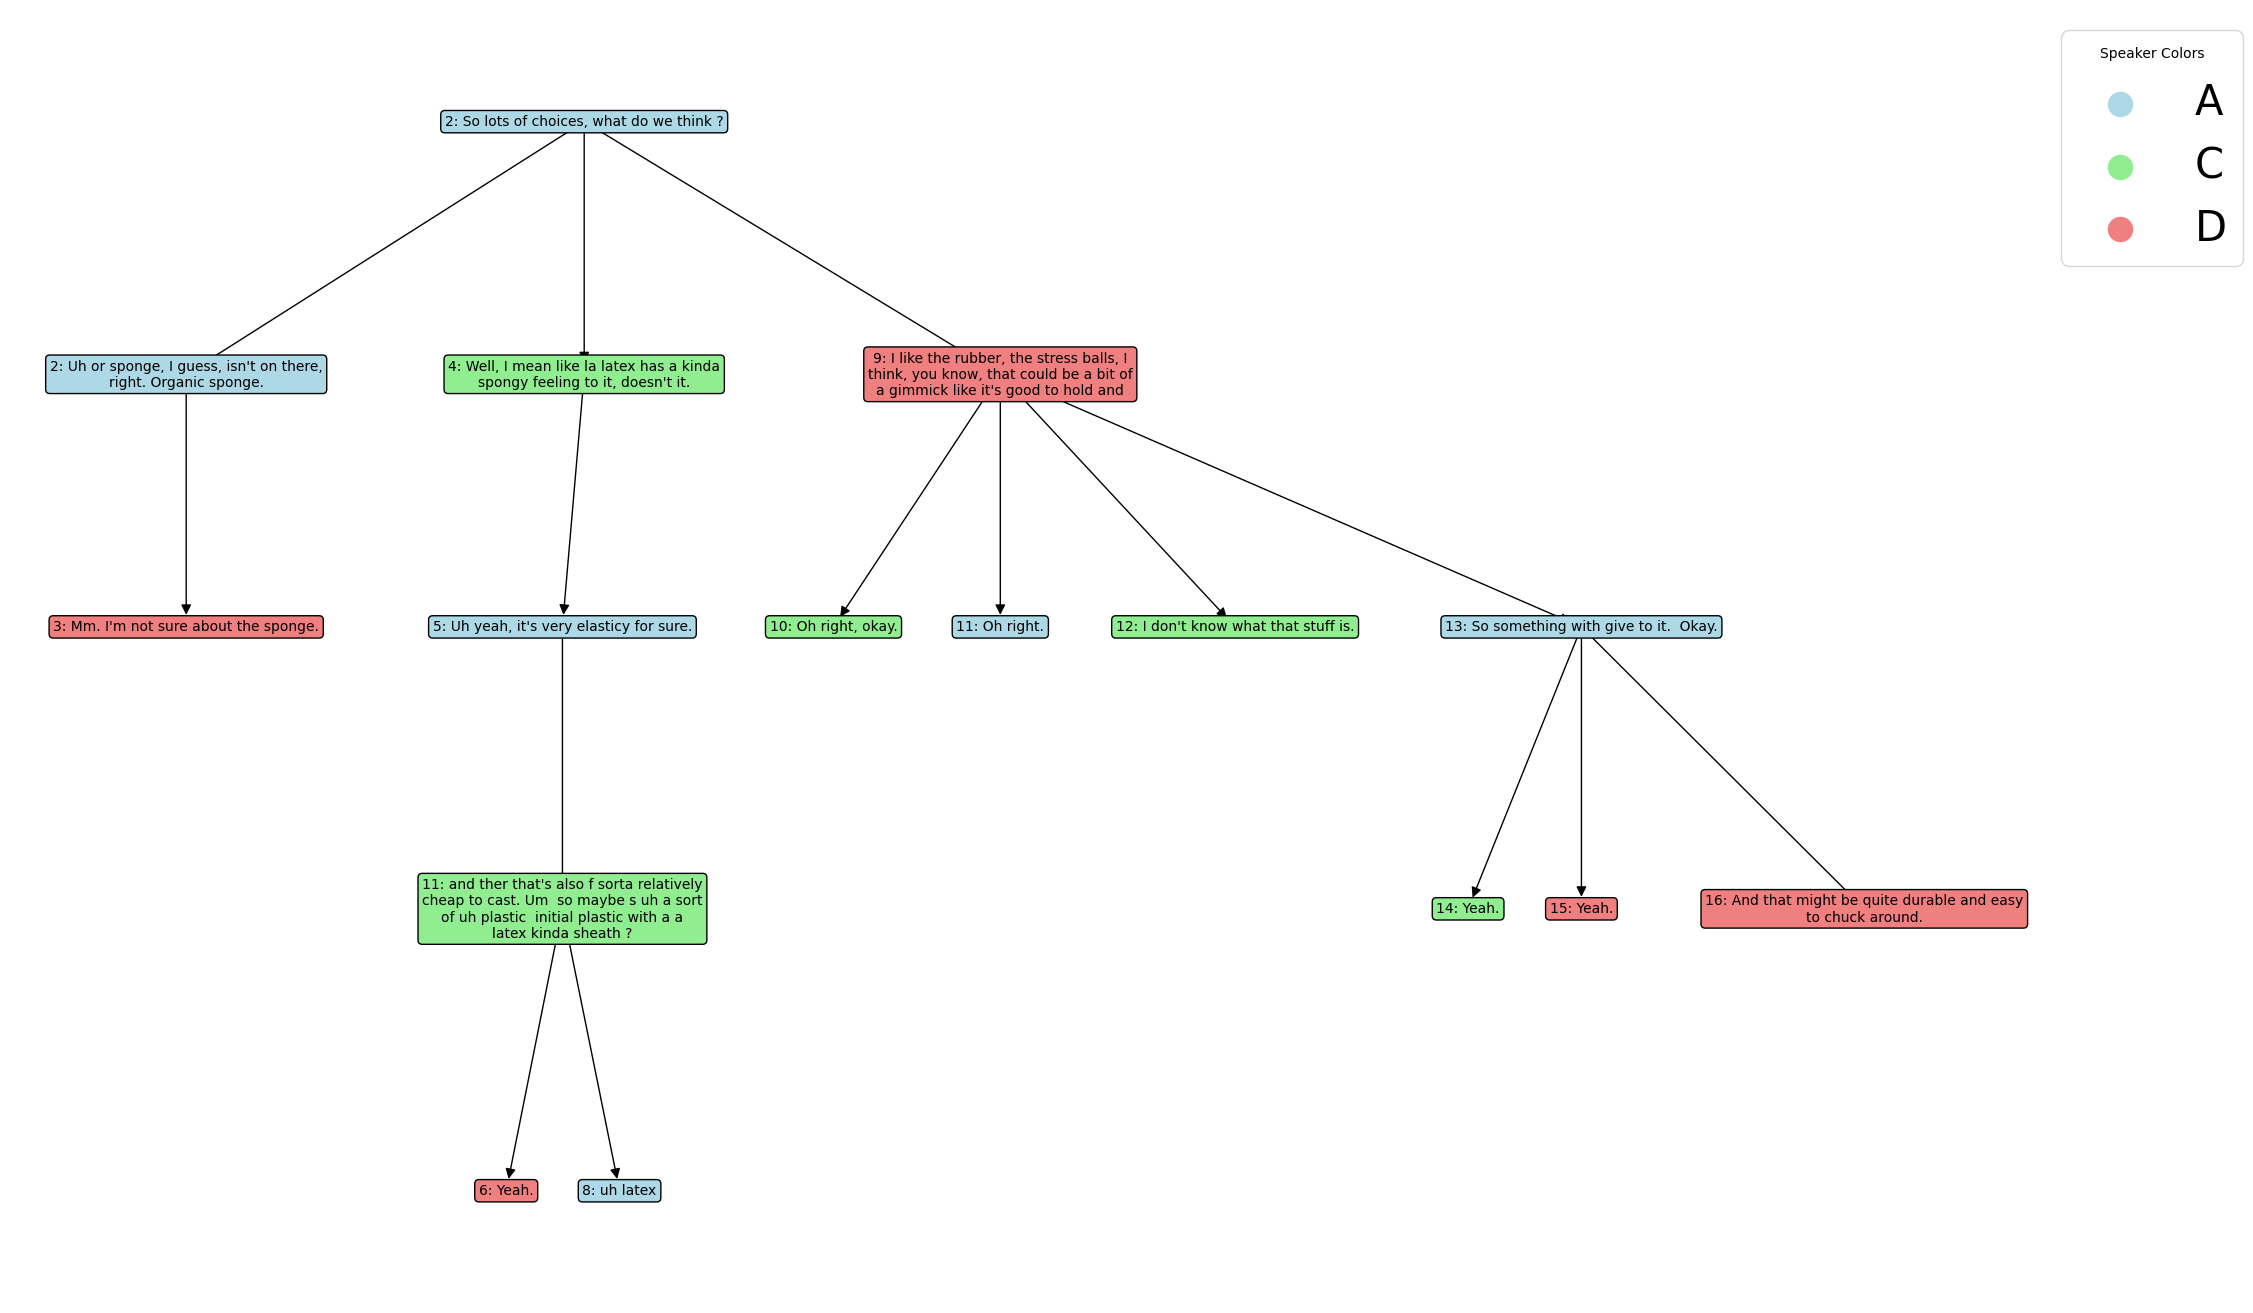 Speaker Colors
A
C
D
2: So lots of choices, what do we think ?
2: Uh or sponge, I guess, isn't on there,
right. Organic sponge.
4: Well, I mean like la latex has a kinda
spongy feeling to it, doesn't it.
9: I like the rubber, the stress balls, I
think, you know, that could be a bit of
a gimmick like it's good to hold and
3: Mm. I'm not sure about the sponge.
5: Uh yeah, it's very elasticy for sure.
10: Oh right, okay.
11: Oh right.
12: I don't know what that stuff is.
13: So something with give to it.  Okay.
11: and ther that's also f sorta relatively
cheap to cast. Um  so maybe s uh a sort
of uh plastic  initial plastic with a a
latex kinda sheath ?
14: Yeah.
15: Yeah.
16: And that might be quite durable and easy
to chuck around.
6: Yeah.
8: uh latex